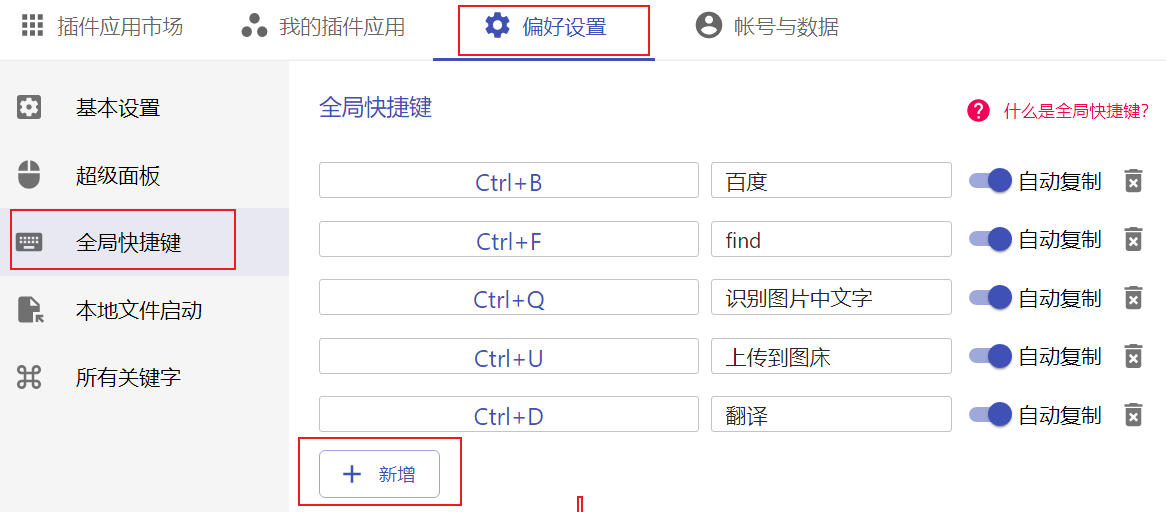 插件应用市场 我的插件应用 偏好设置 帐号与数据
基本设置
超级面板
全局快捷键
本地文件启动
所有关键字
全局快捷键 什么是全局快捷键?
Ctrl+B 百度 自动复制
Ctrl+F find 自动复制
Ctrl+Q 识别图片中文字 自动复制
Ctrl+U 上传到图床 自动复制
Ctrl+D 翻译 自动复制
新增